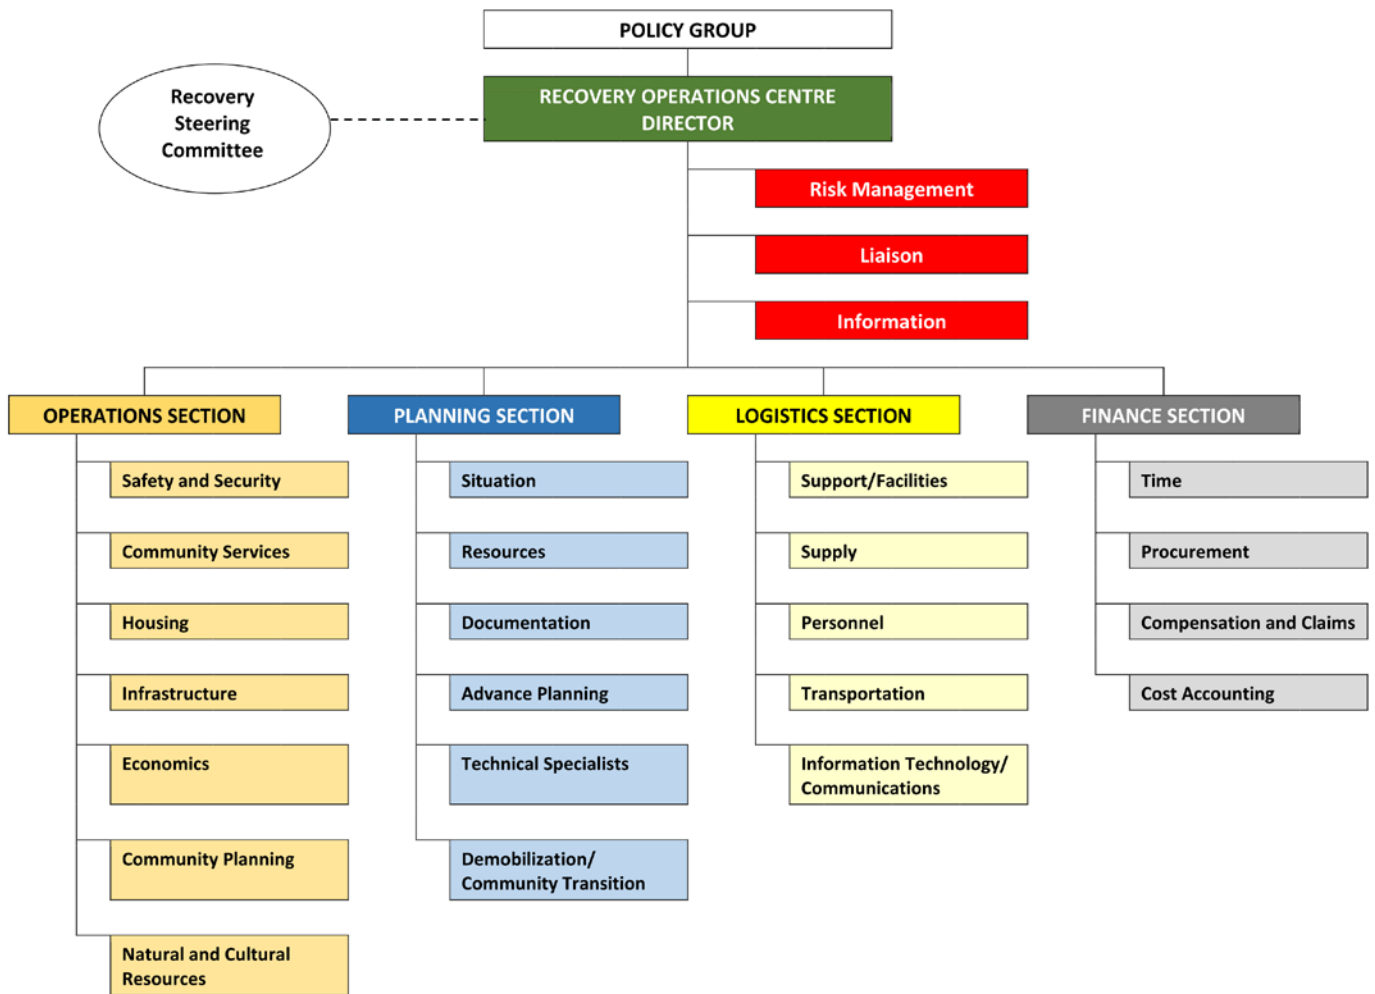 POLICY GROUP
Recovery
Steering
Committee
RECOVERY OPERATIONS CENTRE
DIRECTOR
Risk Management
Liaison
Information
OPERATIONS SECTION
Safety and Security
Community Services
Housing
Infrastructure
Economics
Community Planning
Natural and Cultural
Resources
PLANNING SECTION
Situation
Resources
Documentation
Advance Planning
Technical Specialists
Demobilization/
Community Transition
LOGISTICS SECTION
Support/Facilities
Supply
Personnel
Transportation
Information Technology/
Communications
FINANCE SECTION
Time
Procurement
Compensation and Claims
Cost Accounting